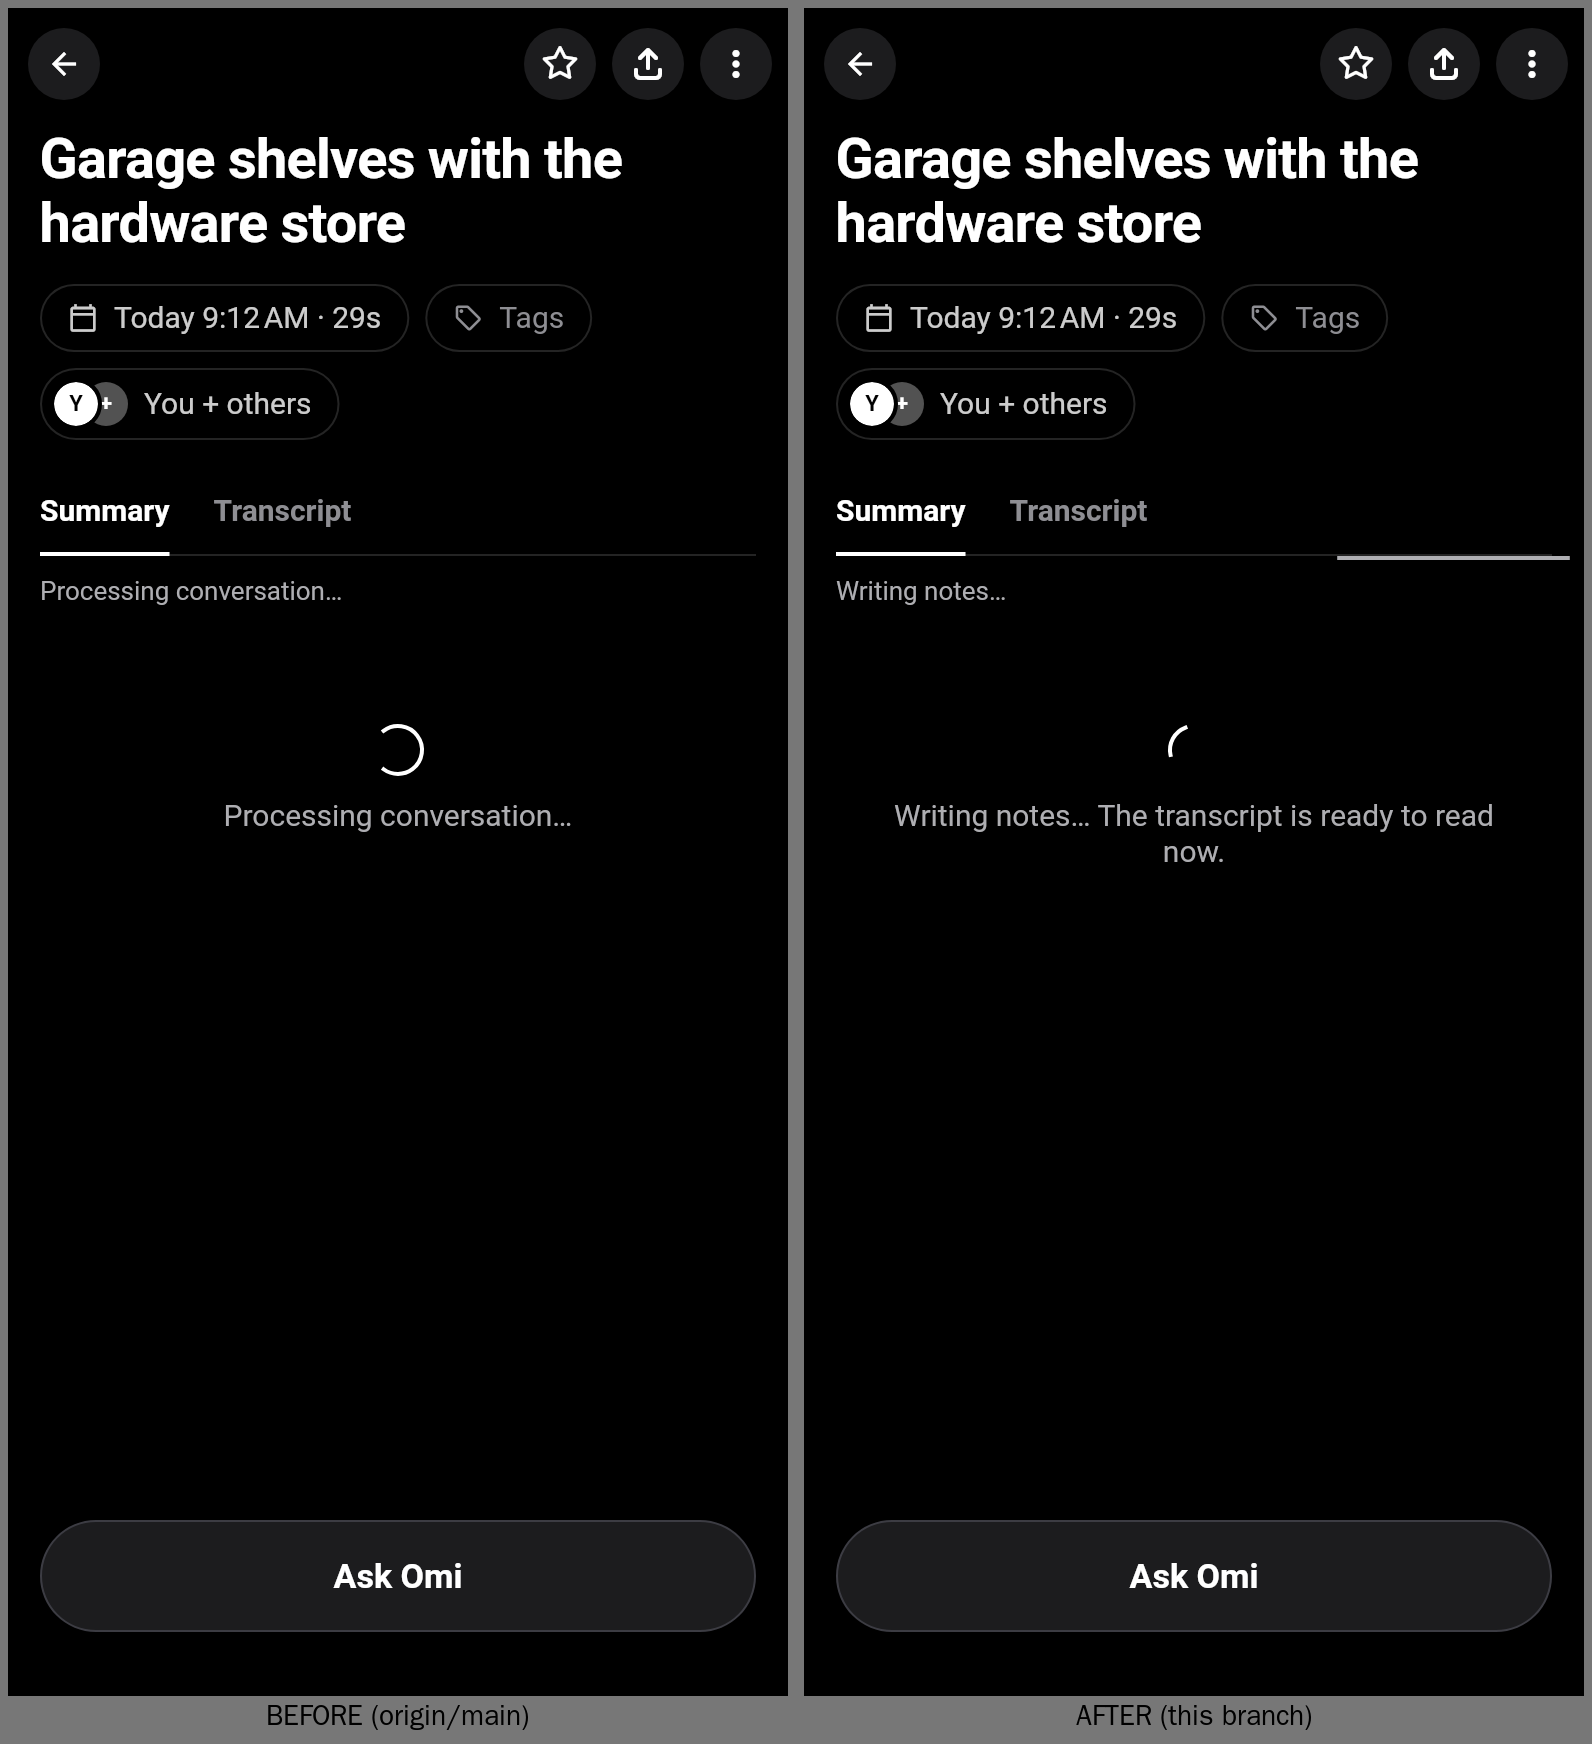 Garage shelves with the
hardware store
Today 9:12 AM · 29s
Tags
Y
+
You + others
Summary
Transcript
Processing conversation…
Processing conversation…
Ask Omi
BEFORE (origin/main)
Garage shelves with the
hardware store
Today 9:12 AM · 29s
Tags
Y
+
You + others
Summary
Transcript
Writing notes…
Writing notes… The transcript is ready to read
now.
Ask Omi
AFTER (this branch)